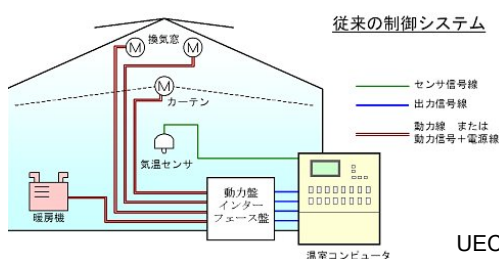 従来の制御システム
換気窓
M
M
M
カーテン
センサ信号線
出力信号線
動力線 または
動力信号+電源線
気温センサ
暖房機
動力盤
インター
フェース盤
温室コンピュータ
UEC